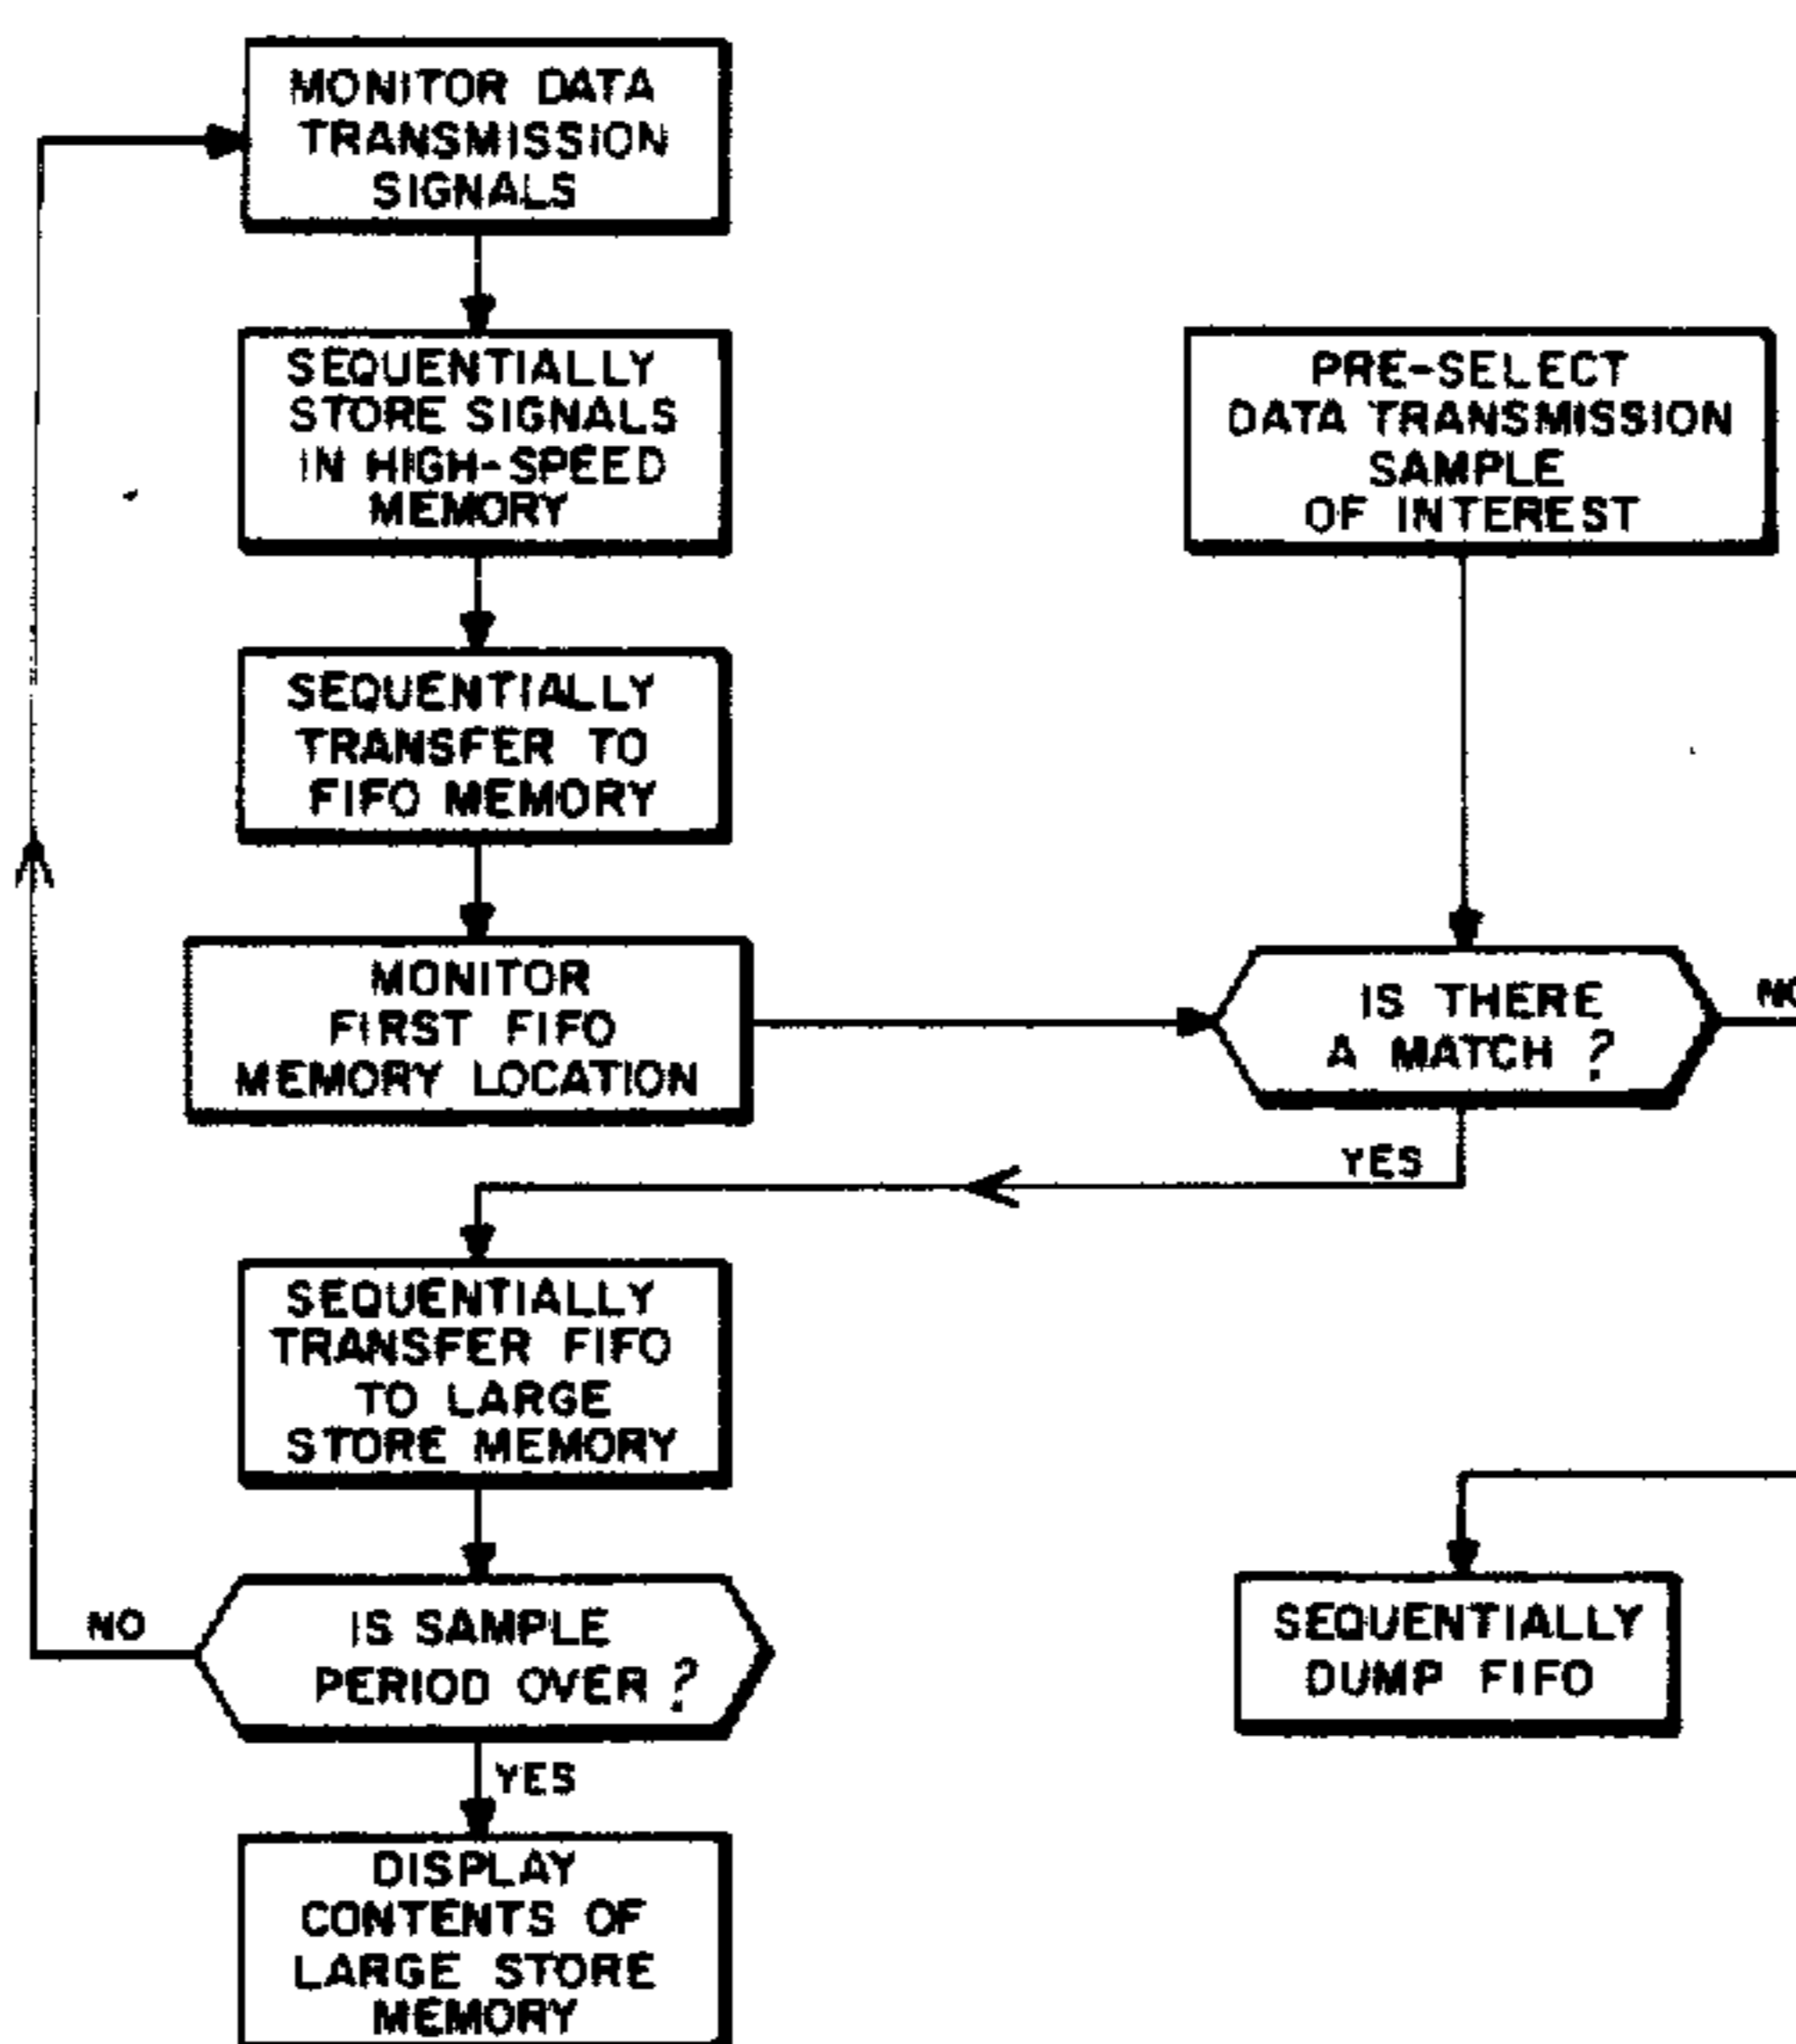 MONITOR DATA
TRANSMISSION
SIGNALS
SEQUENTIALLY
STORE SIGNALS
IN HIGH-SPEED
MEMORY
PRE-SELECT
DATA TRANSMISSION
SAMPLE
OF INTEREST
SEQUENTIALLY
TRANSFER TO
FIFO MEMORY
MONITOR
FIRST FIFO
MEMORY LOCATION
IS THERE
A MATCH ?
NO
YES
SEQUENTIALLY
TRANSFER FIFO
TO LARGE
STORE MEMORY
NO
IS SAMPLE
PERIOD OVER ?
SEQUENTIALLY
DUMP FIFO
YES
DISPLAY
CONTENTS OF
LARGE STORE
MEMORY